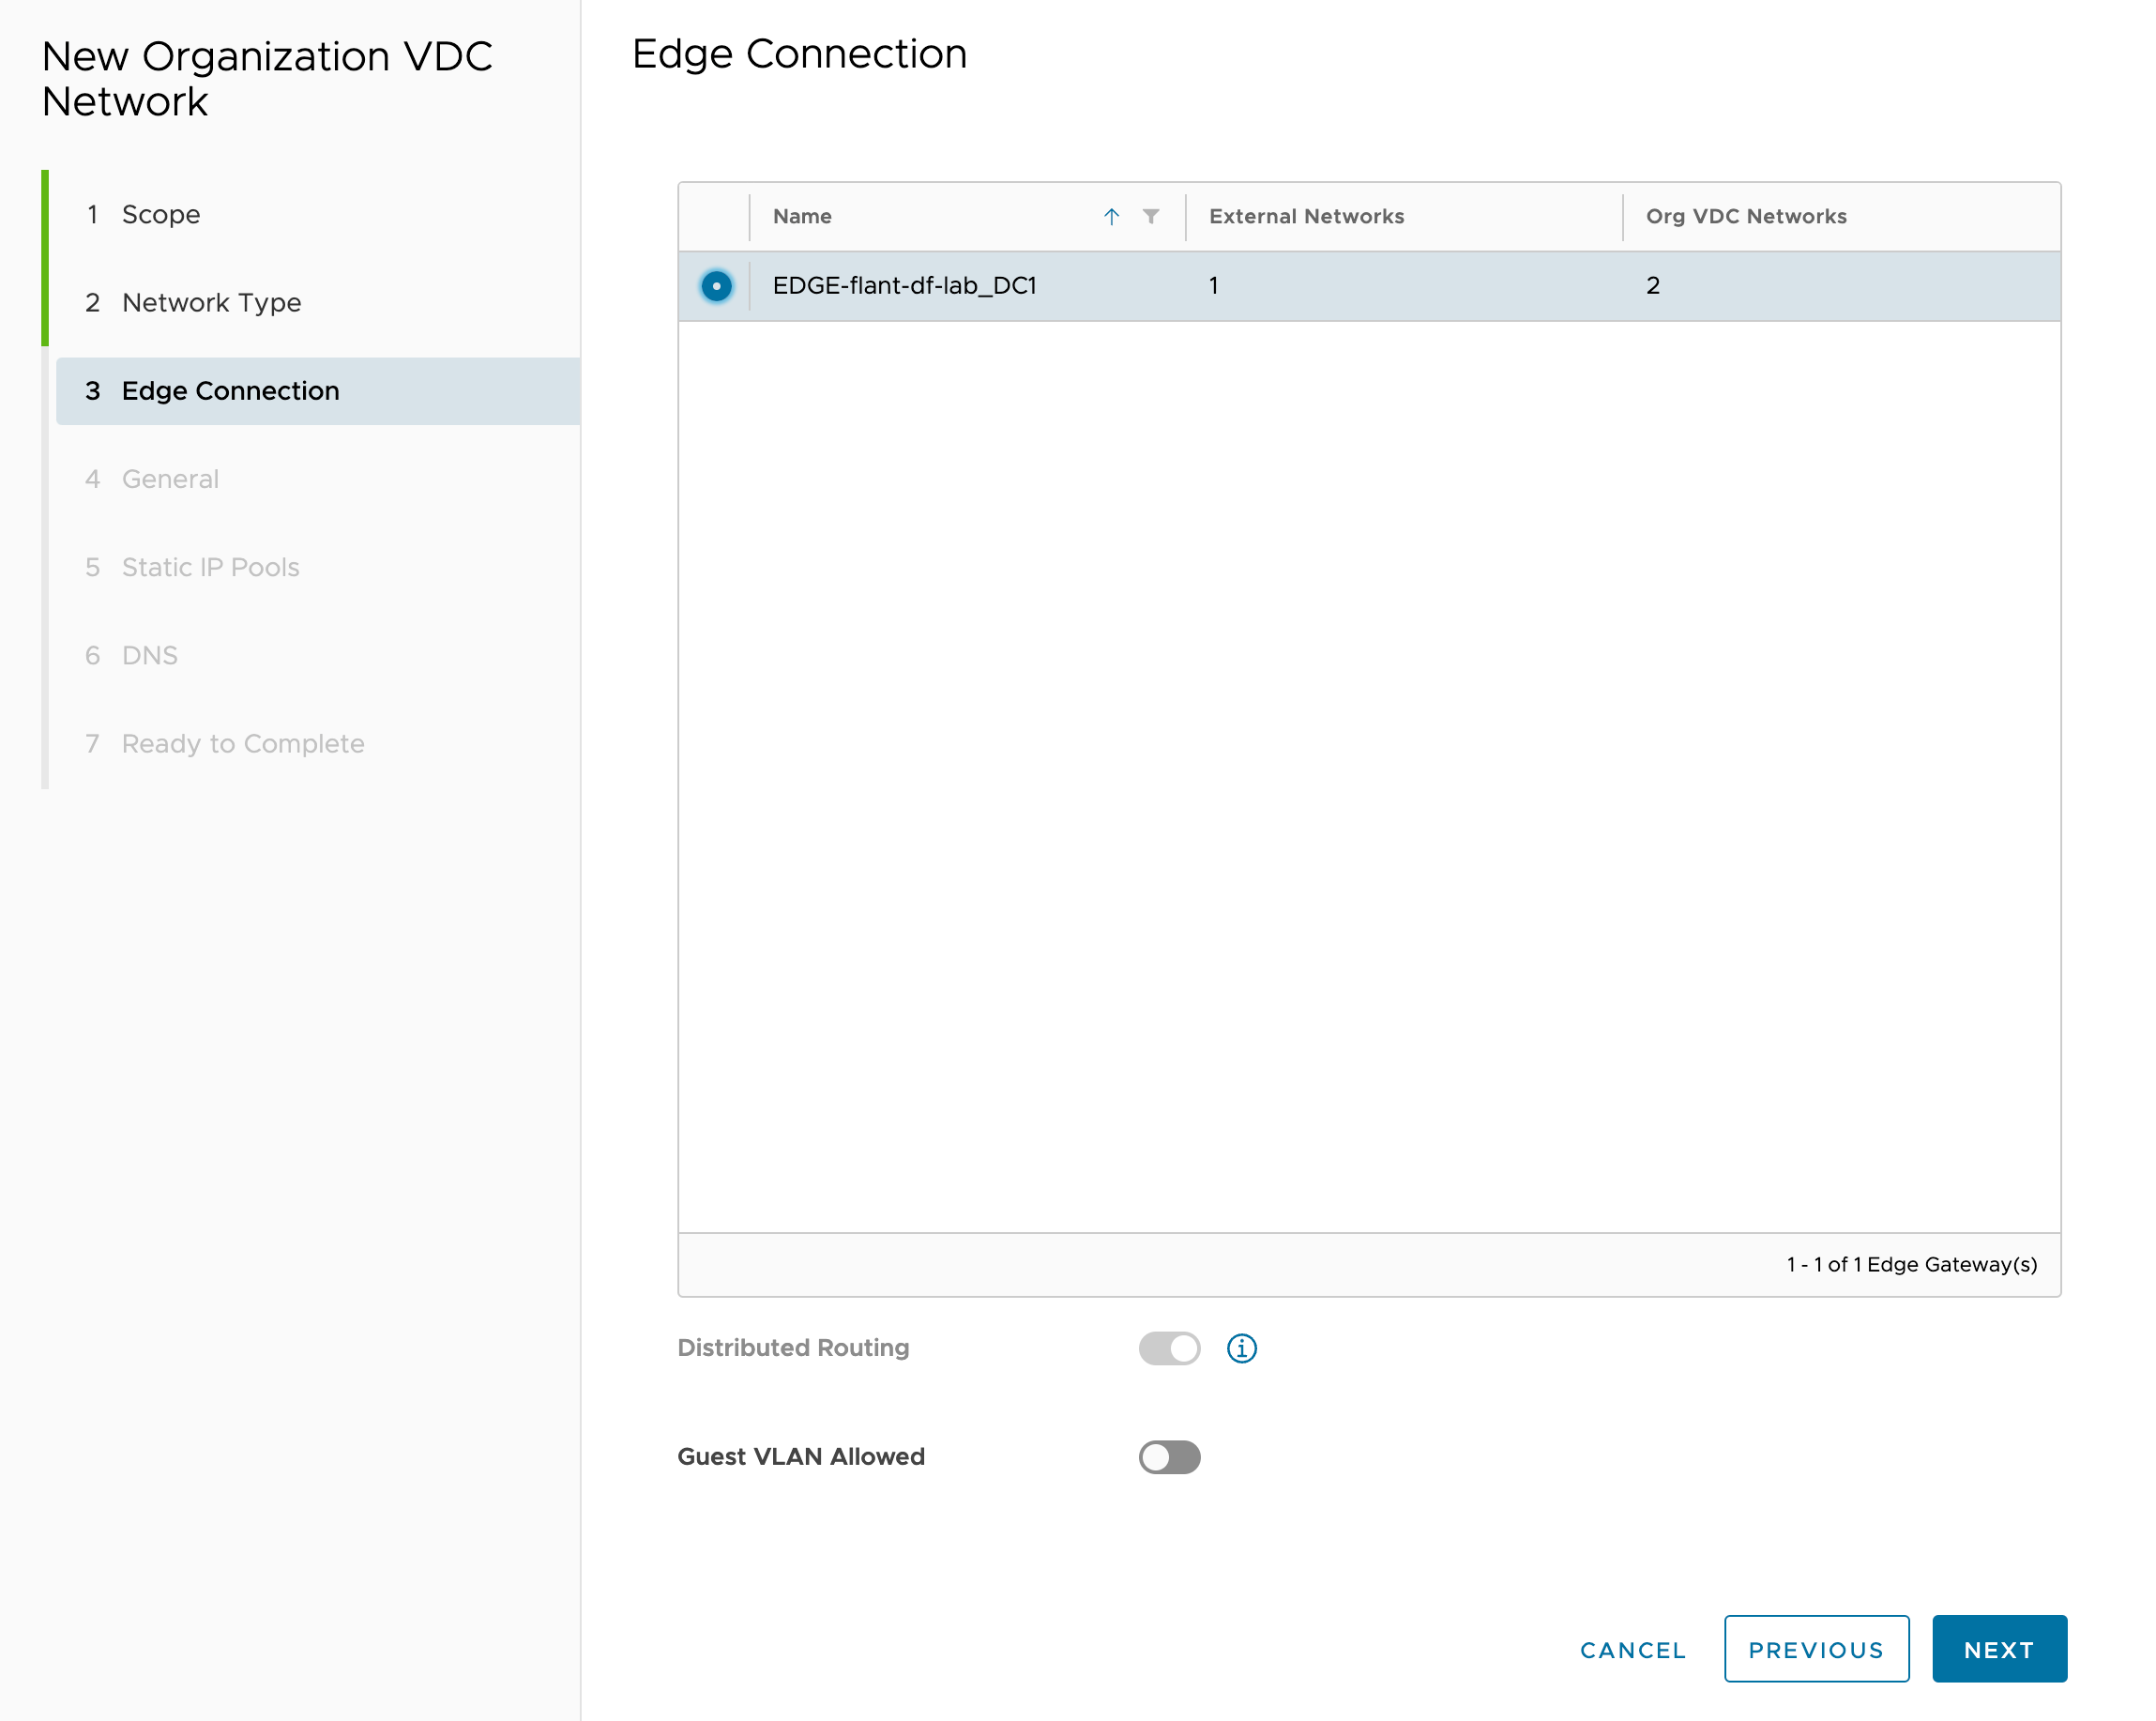 New Organization VDC
Network
1 Scope
2 Network Type
3 Edge Connection
4 General
5 Static IP Pools
6 DNS
7 Ready to Complete
Edge Connection
Name External Networks Org VDC Networks
EDGE-flant-df-lab_DC1 1 2
1 - 1 of 1 Edge Gateway(s)
Distributed Routing
Guest VLAN Allowed
CANCEL PREVIOUS NEXT